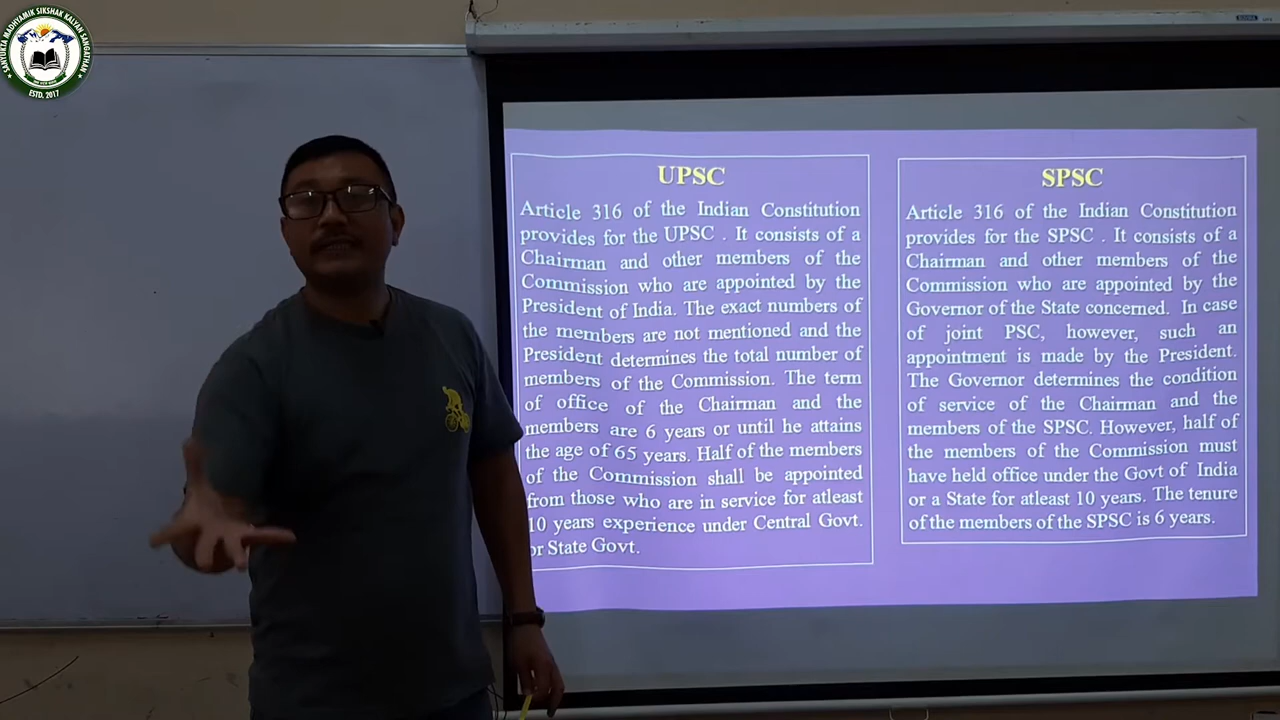 SANYUKTA MADHYAMIK SIKSHAK KALYAN SANGATHAN
ESTD. 2017
UPSC
Article 316 of the Indian Constitution
provides for the UPSC . It consists of a
Chairman and other members of the
Commission who are appointed by the
President of India. The exact numbers of
the members are not mentioned and the
President determines the total number of
members of the Commission. The term
of office of the Chairman and the
members are 6 years or until he attains
the age of 65 years. Half of the members
of the Commission shall be appointed
from those who are in service for atleast
10 years experience under Central Govt.
or State Govt.
SPSC
Article 316 of the Indian Constitution
provides for the SPSC . It consists of a
Chairman and other members of the
Commission who are appointed by the
Governor of the State concerned. In case
of joint PSC, however, such an
appointment is made by the President.
The Governor determines the condition
of service of the Chairman and the
members of the SPSC. However, half of
the members of the Commission must
have held office under the Govt of India
or a State for atleast 10 years. The tenure
of the members of the SPSC is 6 years.